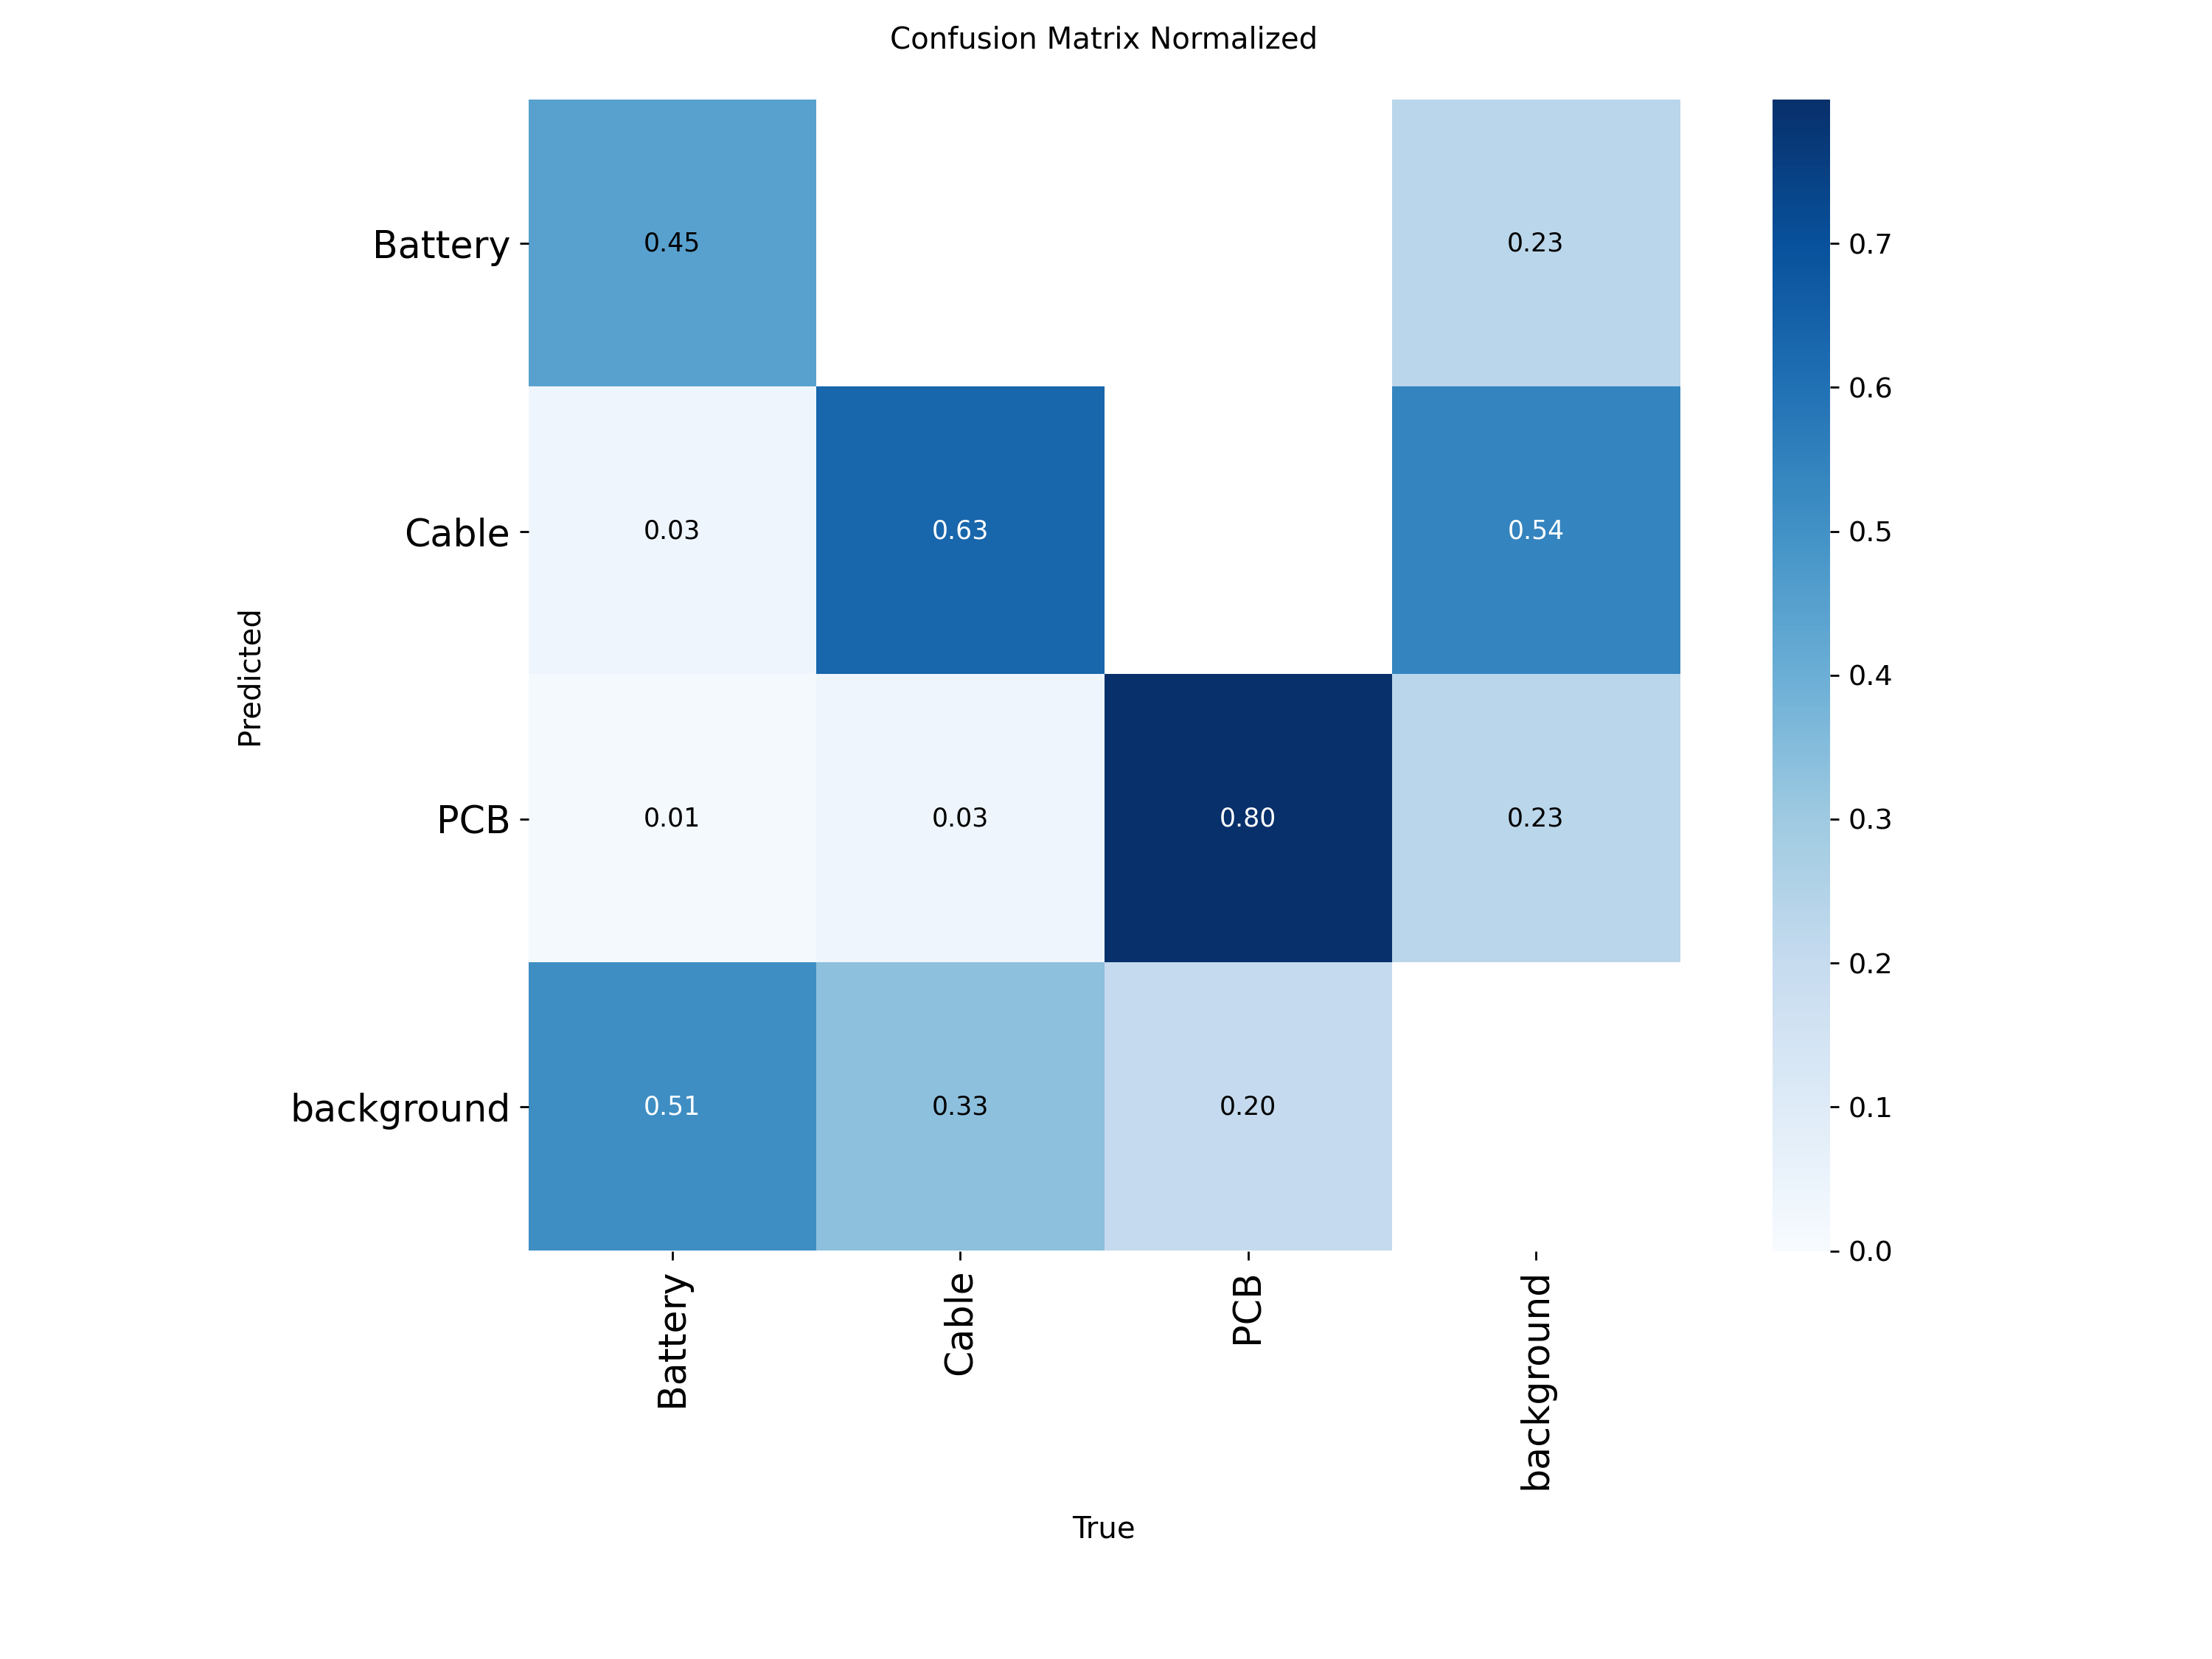 Confusion Matrix Normalized
Battery
0.45
0.23
0.7
0.6
Cable
0.03
0.63
0.54
0.5
0.4
Predicted
PCB
0.01
0.03
0.80
0.23
0.3
0.2
background
0.51
0.33
0.20
0.1
0.0
Battery
Cable
PCB
background
True